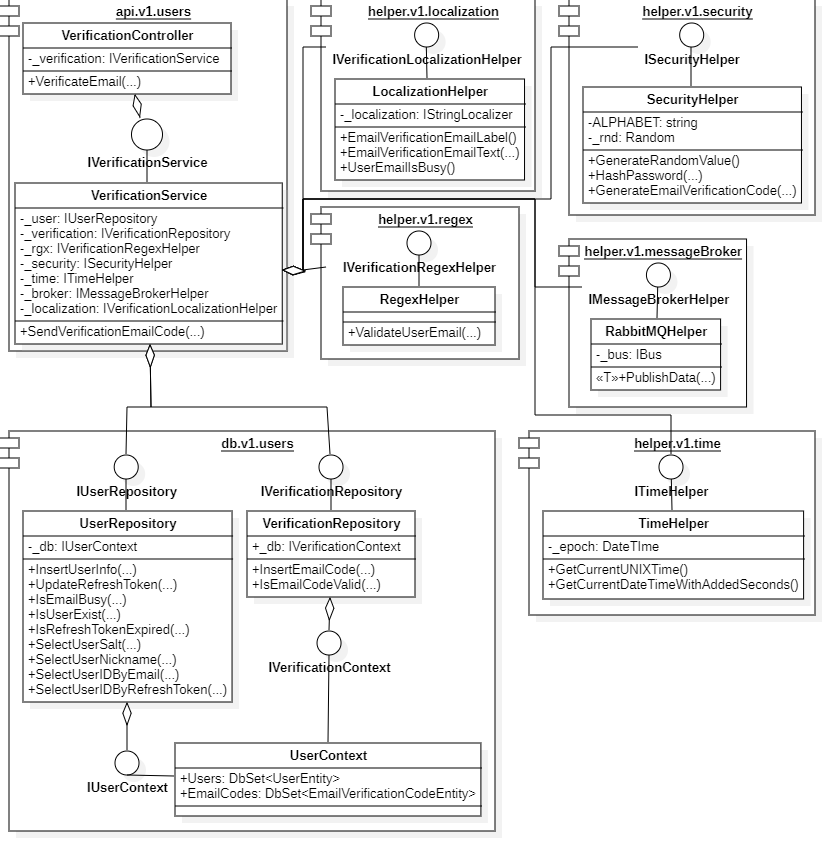 api.v1.users
VerificationController
-_verification: IVerificationService
+VerificateEmail(...)
IVerificationService
VerificationService
-_user: IUserRepository
-_verification: IVerificationRepository
-_rgx: IVerificationRegexHelper
-_security: ISecurityHelper
-_time: ITimeHelper
-_broker: IMessageBrokerHelper
-_localization: IVerificationLocalizationHelper
+SendVerificationEmailCode(...)
helper.v1.localization
IVerificationLocalizationHelper
LocalizationHelper
-_localization: IStringLocalizer
+EmailVerificationEmailLabel()
+EmailVerificationEmailText(...)
+UserEmailIsBusy()
helper.v1.security
ISecurityHelper
SecurityHelper
-ALPHABET: string
-_rnd: Random
+GenerateRandomValue()
+HashPassword(...)
+GenerateEmailVerificationCode(...)
helper.v1.regex
IVerificationRegexHelper
RegexHelper
+ValidateUserEmail(...)
helper.v1.messageBroker
IMessageBrokerHelper
RabbitMQHelper
-_bus: IBus
«T»+PublishData(...)
db.v1.users
IUserRepository
UserRepository
-_db: IUserContext
+InsertUserInfo(...)
+UpdateRefreshToken(...)
+IsEmailBusy(...)
+IsUserExist(...)
+IsRefreshTokenExpired(...)
+SelectUserSalt(...)
+SelectUserNickname(...)
+SelectUserIDByEmail(...)
+SelectUserIDByRefreshToken(...)
IVerificationRepository
VerificationRepository
+_db: IVerificationContext
+InsertEmailCode(...)
+IsEmailCodeValid(...)
IVerificationContext
IUserContext
UserContext
+Users: DbSet<UserEntity>
+EmailCodes: DbSet<EmailVerificationCodeEntity>
helper.v1.time
ITimeHelper
TimeHelper
-_epoch: DateTIme
+GetCurrentUNIXTime()
+GetCurrentDateTimeWithAddedSeconds()